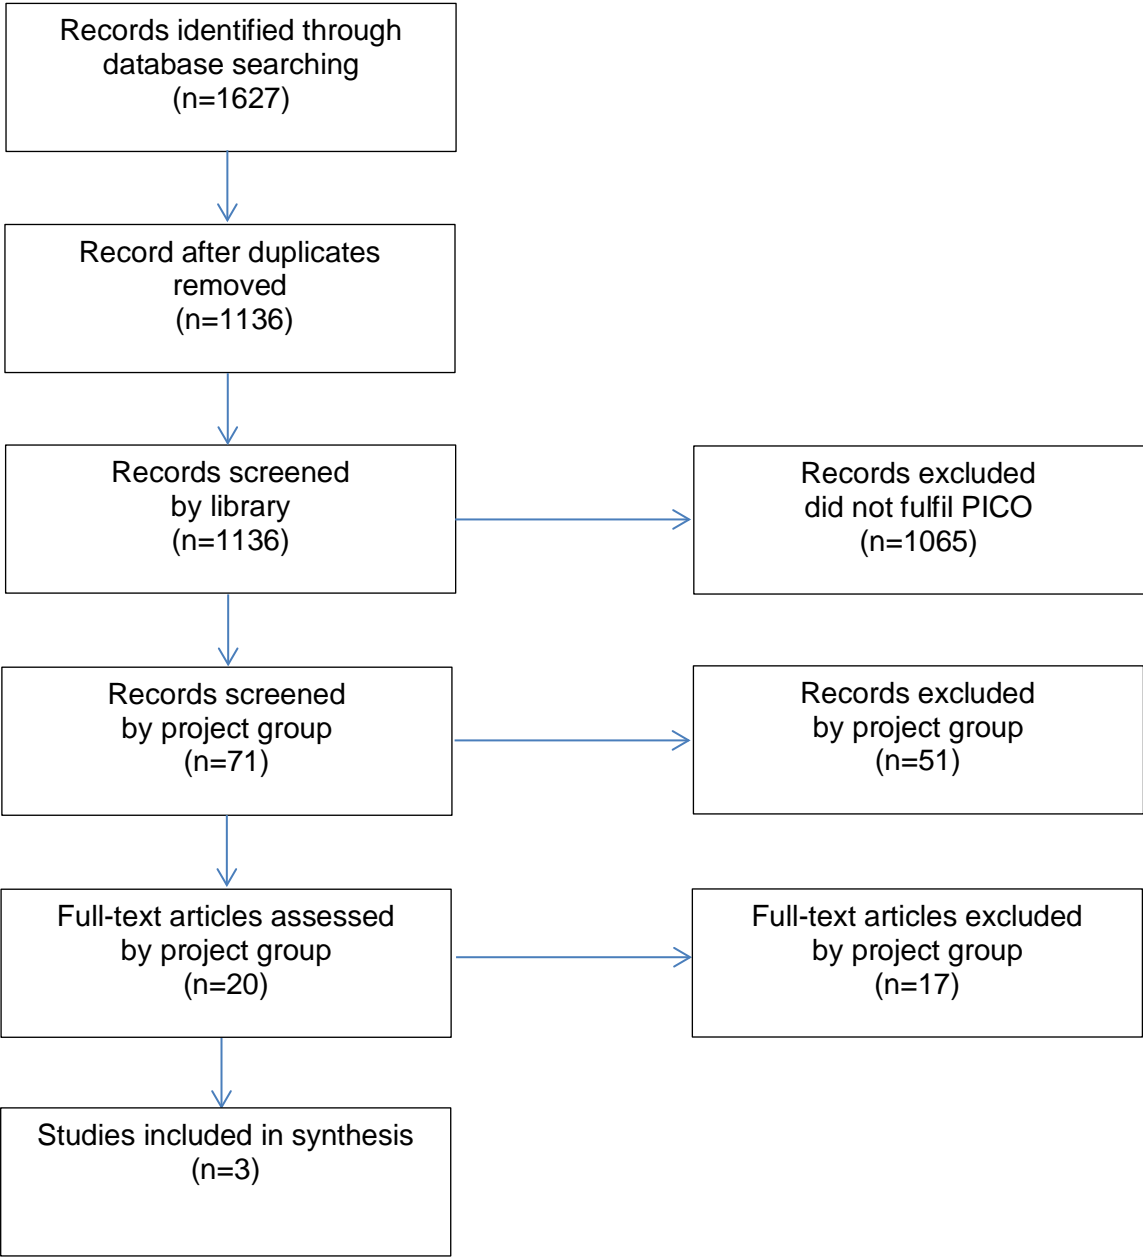 Records identified through
database searching
(n=1627)
Record after duplicates
removed
(n=1136)
Records screened
by library
(n=1136)
Records excluded
did not fulfil PICO
(n=1065)
Records screened
by project group
(n=71)
Records excluded
by project group
(n=51)
Full-text articles assessed
by project group
(n=20)
Full-text articles excluded
by project group
(n=17)
Studies included in synthesis
(n=3)